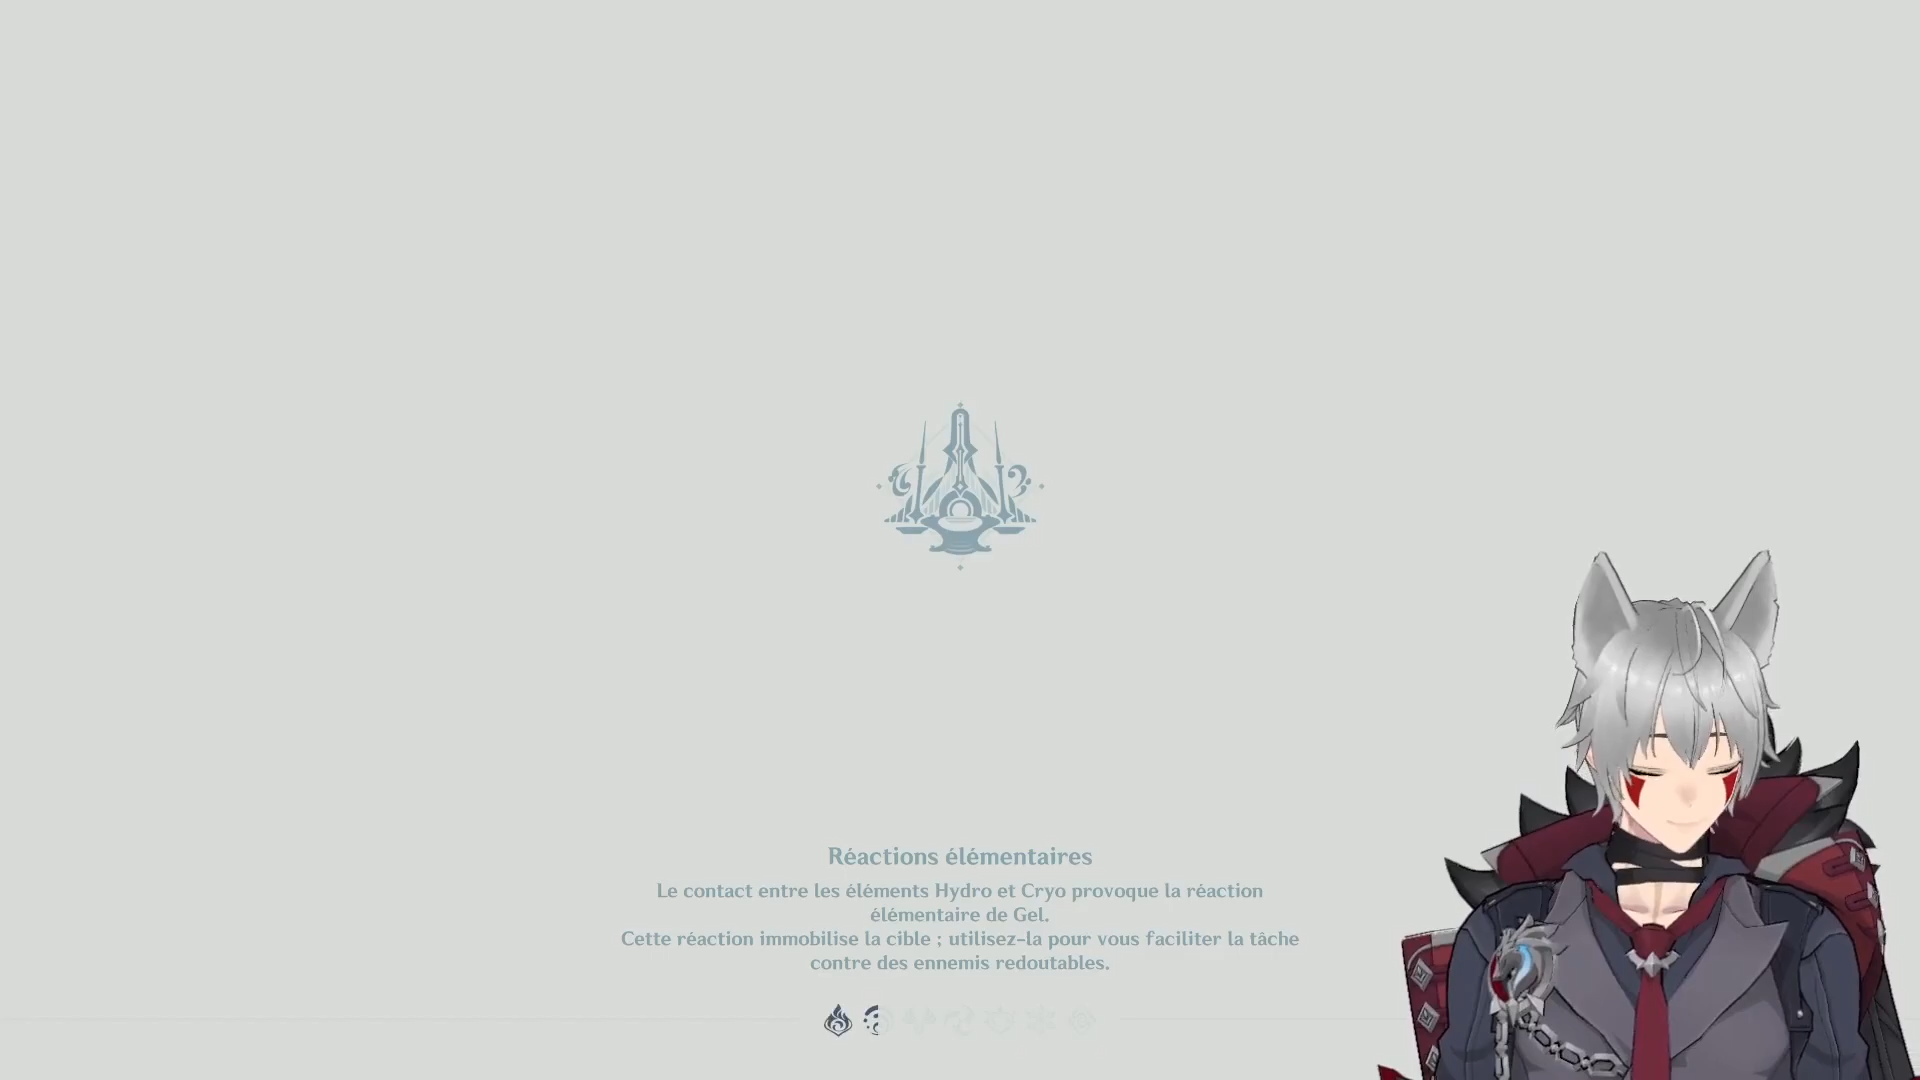 Réactions élémentaires
Le contact entre les éléments Hydro et Cryo provoque la réaction
élémentaire de Gel.
Cette réaction immobilise la cible ; utilisez-la pour vous faciliter la tâche
contre des ennemis redoutables.